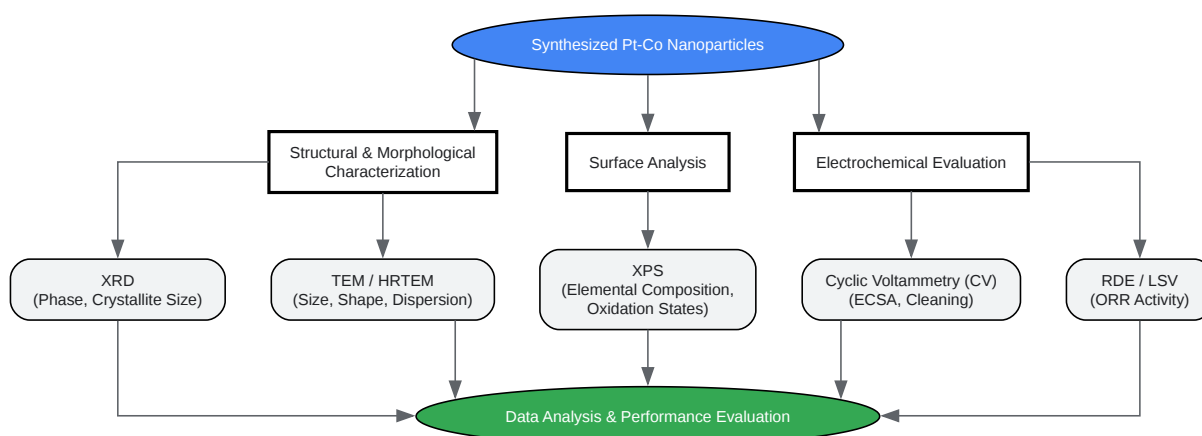 Synthesized Pt-Co Nanoparticles
Structural & Morphological
Characterization
Surface Analysis
Electrochemical Evaluation
XRD
(Phase, Crystallite Size)
TEM / HRTEM
(Size, Shape, Dispersion)
XPS
(Elemental Composition,
Oxidation States)
Cyclic Voltammetry (CV)
(ECSA, Cleaning)
RDE / LSV
(ORR Activity)
Data Analysis & Performance Evaluation